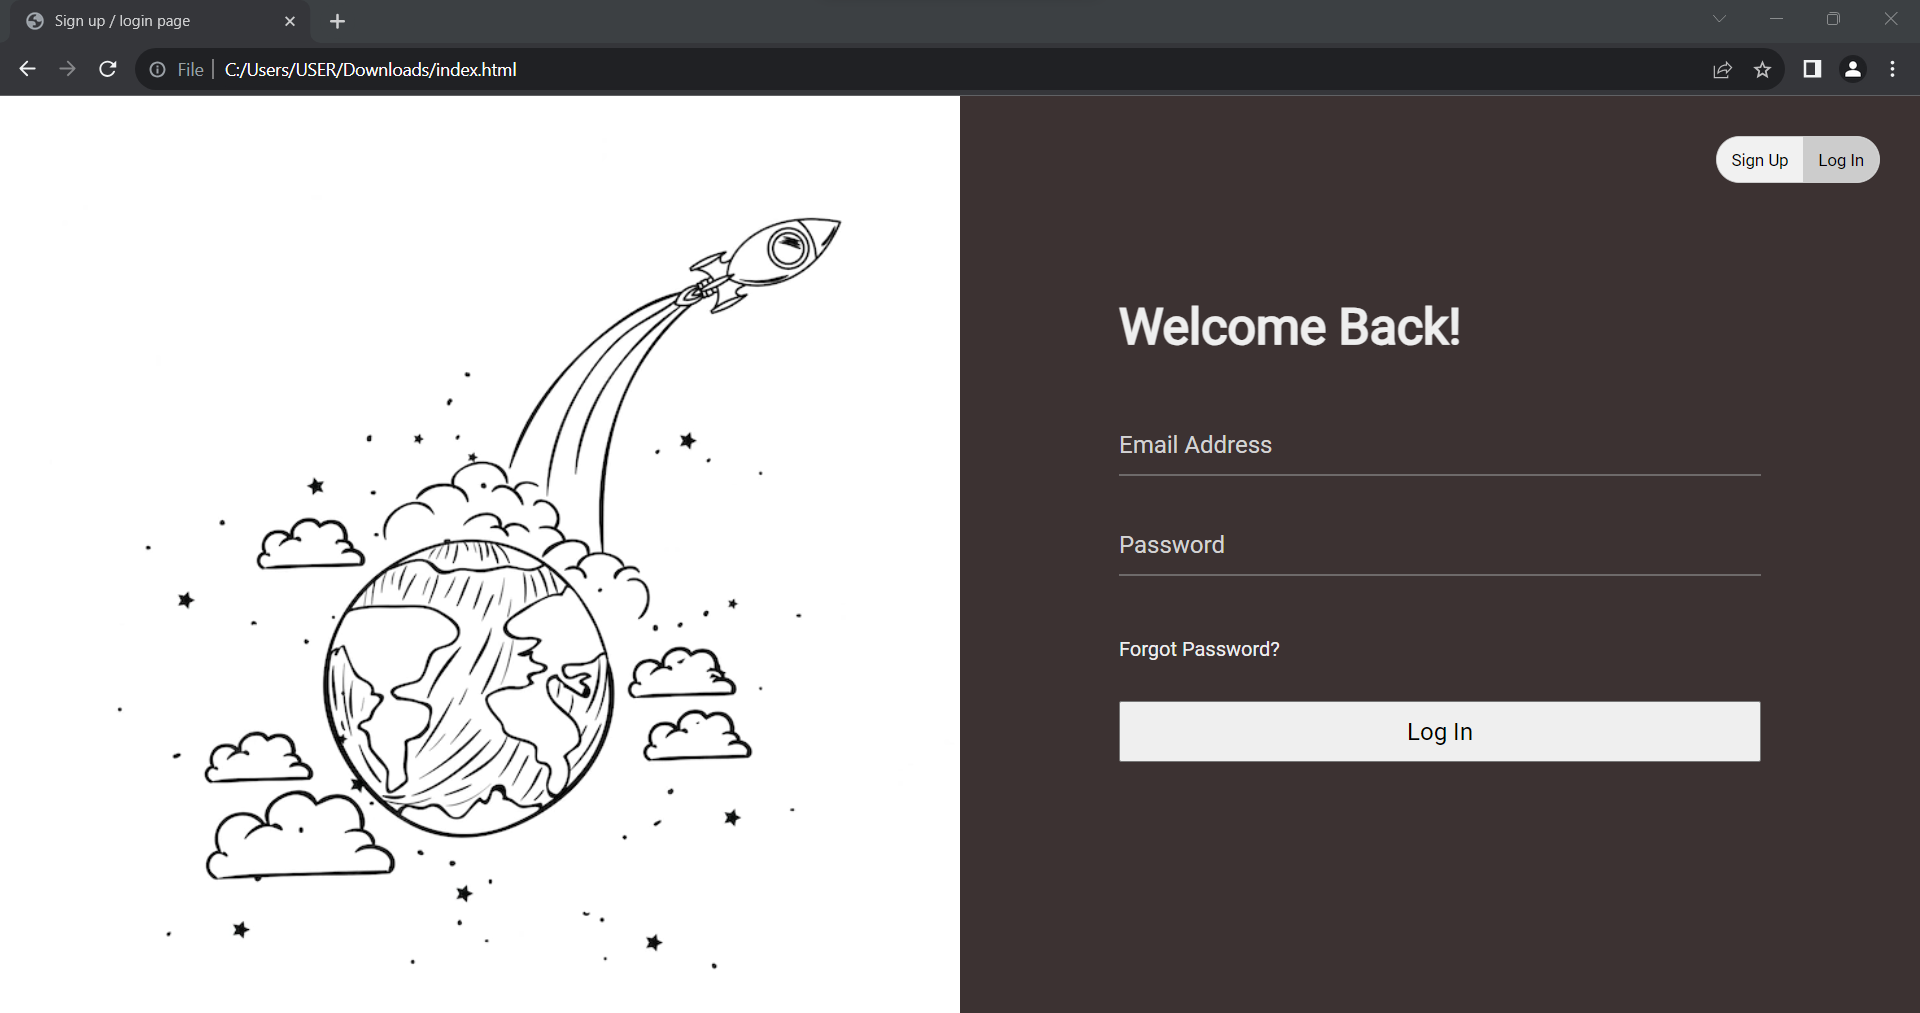 Sign up / login page
File
C:/Users/USER/Downloads/index.html
Sign Up
Log In
Welcome Back!
Email Address
Password
Forgot Password?
Log In